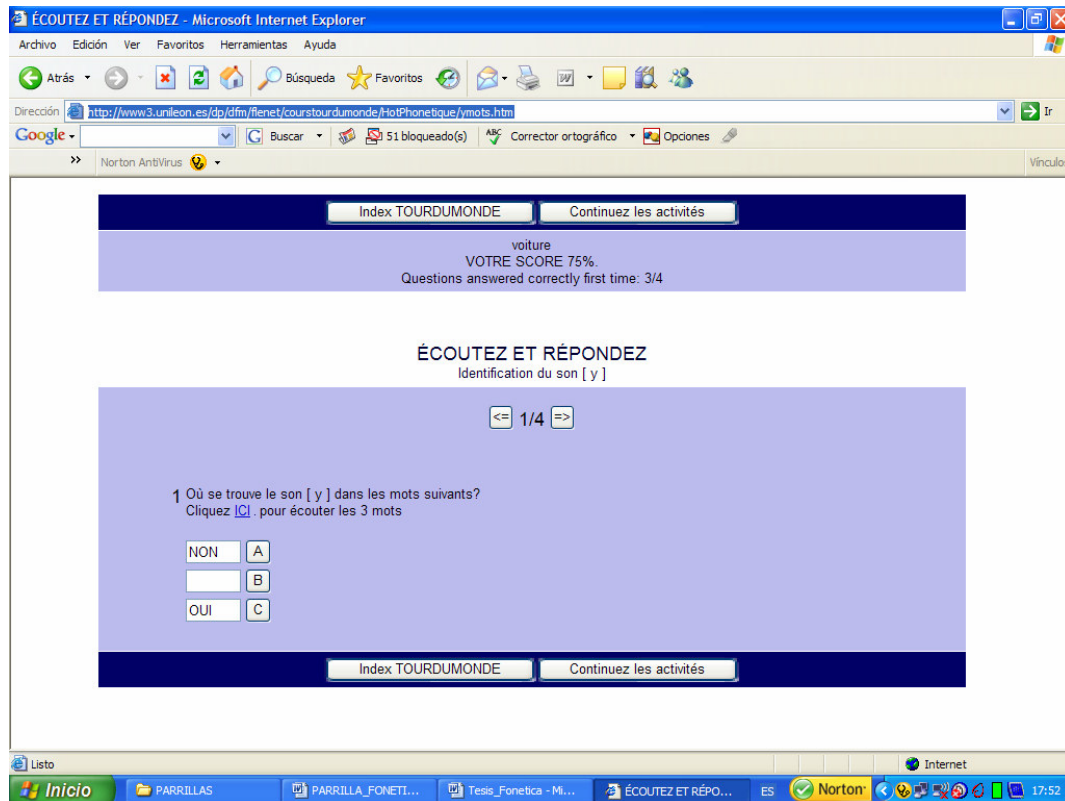 ÉCOUTEZ ET RÉPONDEZ - Microsoft Internet Explorer
Archivo Edición Ver Favoritos Herramientas Ayuda
Atrás Búsqueda Favoritos
Dirección http://www3.unileon.es/dp/dfm/flenet/courstourdumonde/HotPhonetique/ymots.htm Ir
Google Buscar 51 bloqueado(s) ABC Corrector ortográfico Opciones
» Norton AntiVirus Vínculos
Index TOURDUMONDE Continuez les activités
voiture
VOTRE SCORE 75%.
Questions answered correctly first time: 3/4
ÉCOUTEZ ET RÉPONDEZ
Identification du son [ y ]
<= 1/4 =>
1 Où se trouve le son [ y ] dans les mots suivants?
Cliquez ICI . pour écouter les 3 mots
NON A
B
OUI C
Index TOURDUMONDE Continuez les activités
Listo Internet
Inicio PARRILLAS PARRILLA_FONETI... Tesis_Fonetica - Mi... ÉCOUTEZ ET RÉPO... ES Norton 17:52